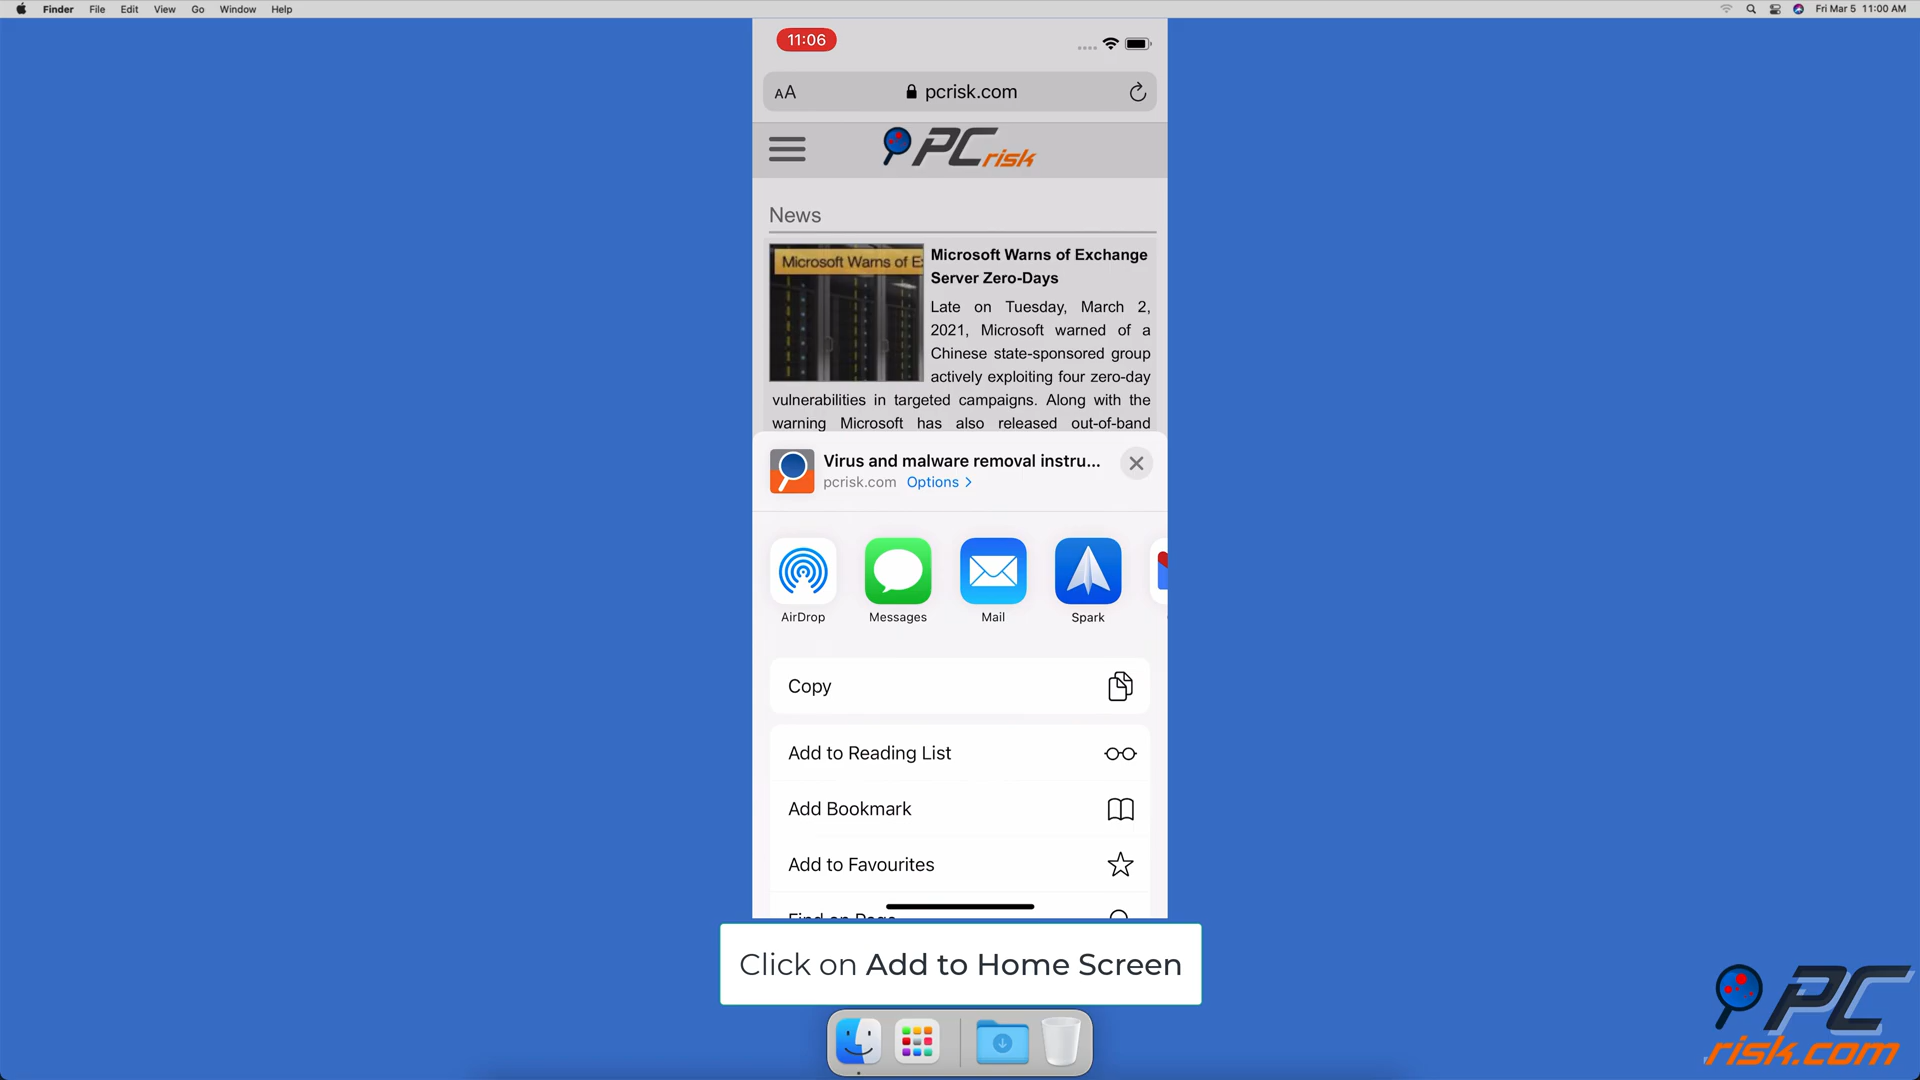 Finder File Edit View Go Window Help
Fri Mar 5 11:00 AM
11:06
AA
pcrisk.com
PCrisk
News
Microsoft Warns of E
Microsoft Warns of Exchange
Server Zero-Days
Late on Tuesday, March 2,
2021, Microsoft warned of a
Chinese state-sponsored group
actively exploiting four zero-day
vulnerabilities in targeted campaigns. Along with the
warning Microsoft has also released out-of-band
Virus and malware removal instru...
pcrisk.com Options
AirDrop Messages Mail Spark
Copy
Add to Reading List
Add Bookmark
Add to Favourites
Find on Page
Click on Add to Home Screen
PC
risk.com